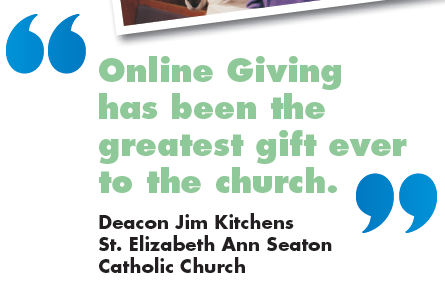 “Online Giving
has been the
greatest gift ever
to the church.”
Deacon Jim Kitchens
St. Elizabeth Ann Seaton
Catholic Church